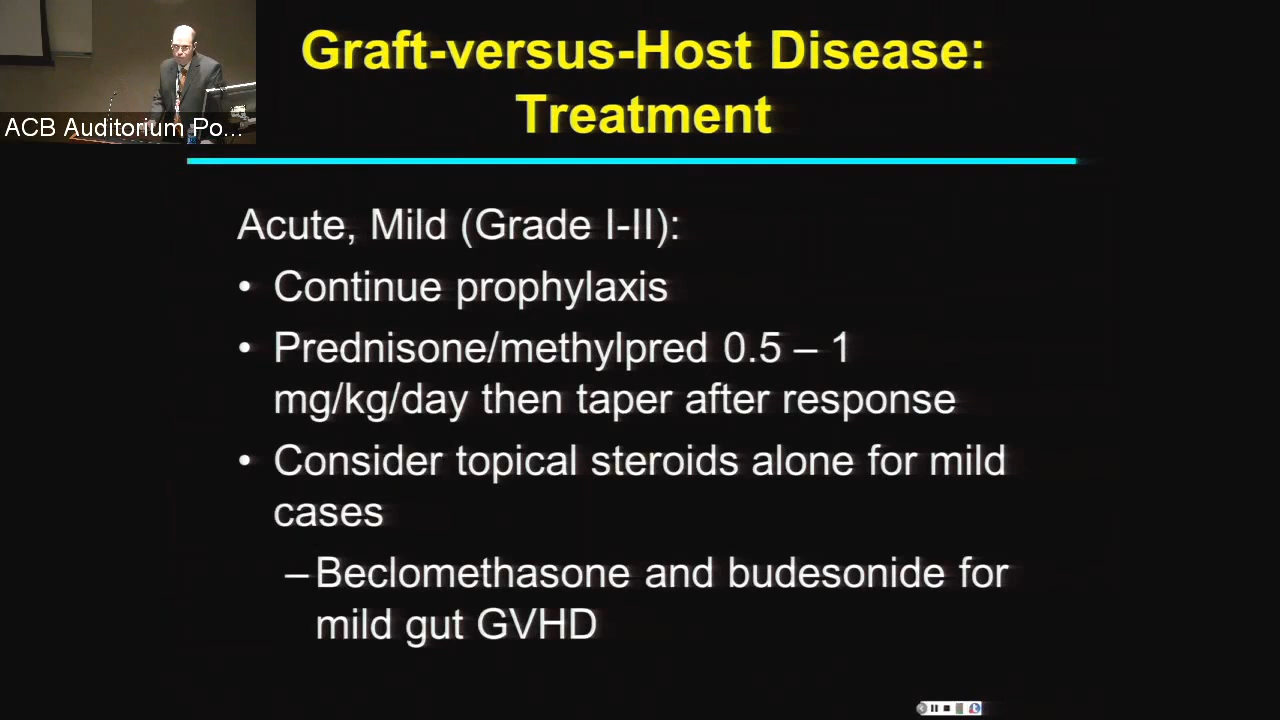 Graft-versus-Host Disease:
Treatment
ACB Auditorium Po...
Acute, Mild (Grade I-II):
• Continue prophylaxis
• Prednisone/methylpred 0.5 – 1
mg/kg/day then taper after response
• Consider topical steroids alone for mild
cases
– Beclomethasone and budesonide for
mild gut GVHD